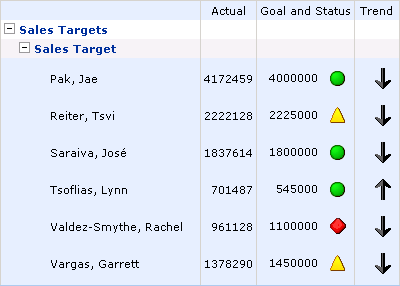 Actual Goal and Status Trend
Sales Targets
Sales Target
Pak, Jae 4172459 4000000
Reiter, Tsvi 2222128 2225000
Saraiva, José 1837614 1800000
Tsoflias, Lynn 701487 545000
Valdez-Smythe, Rachel 961128 1100000
Vargas, Garrett 1378290 1450000